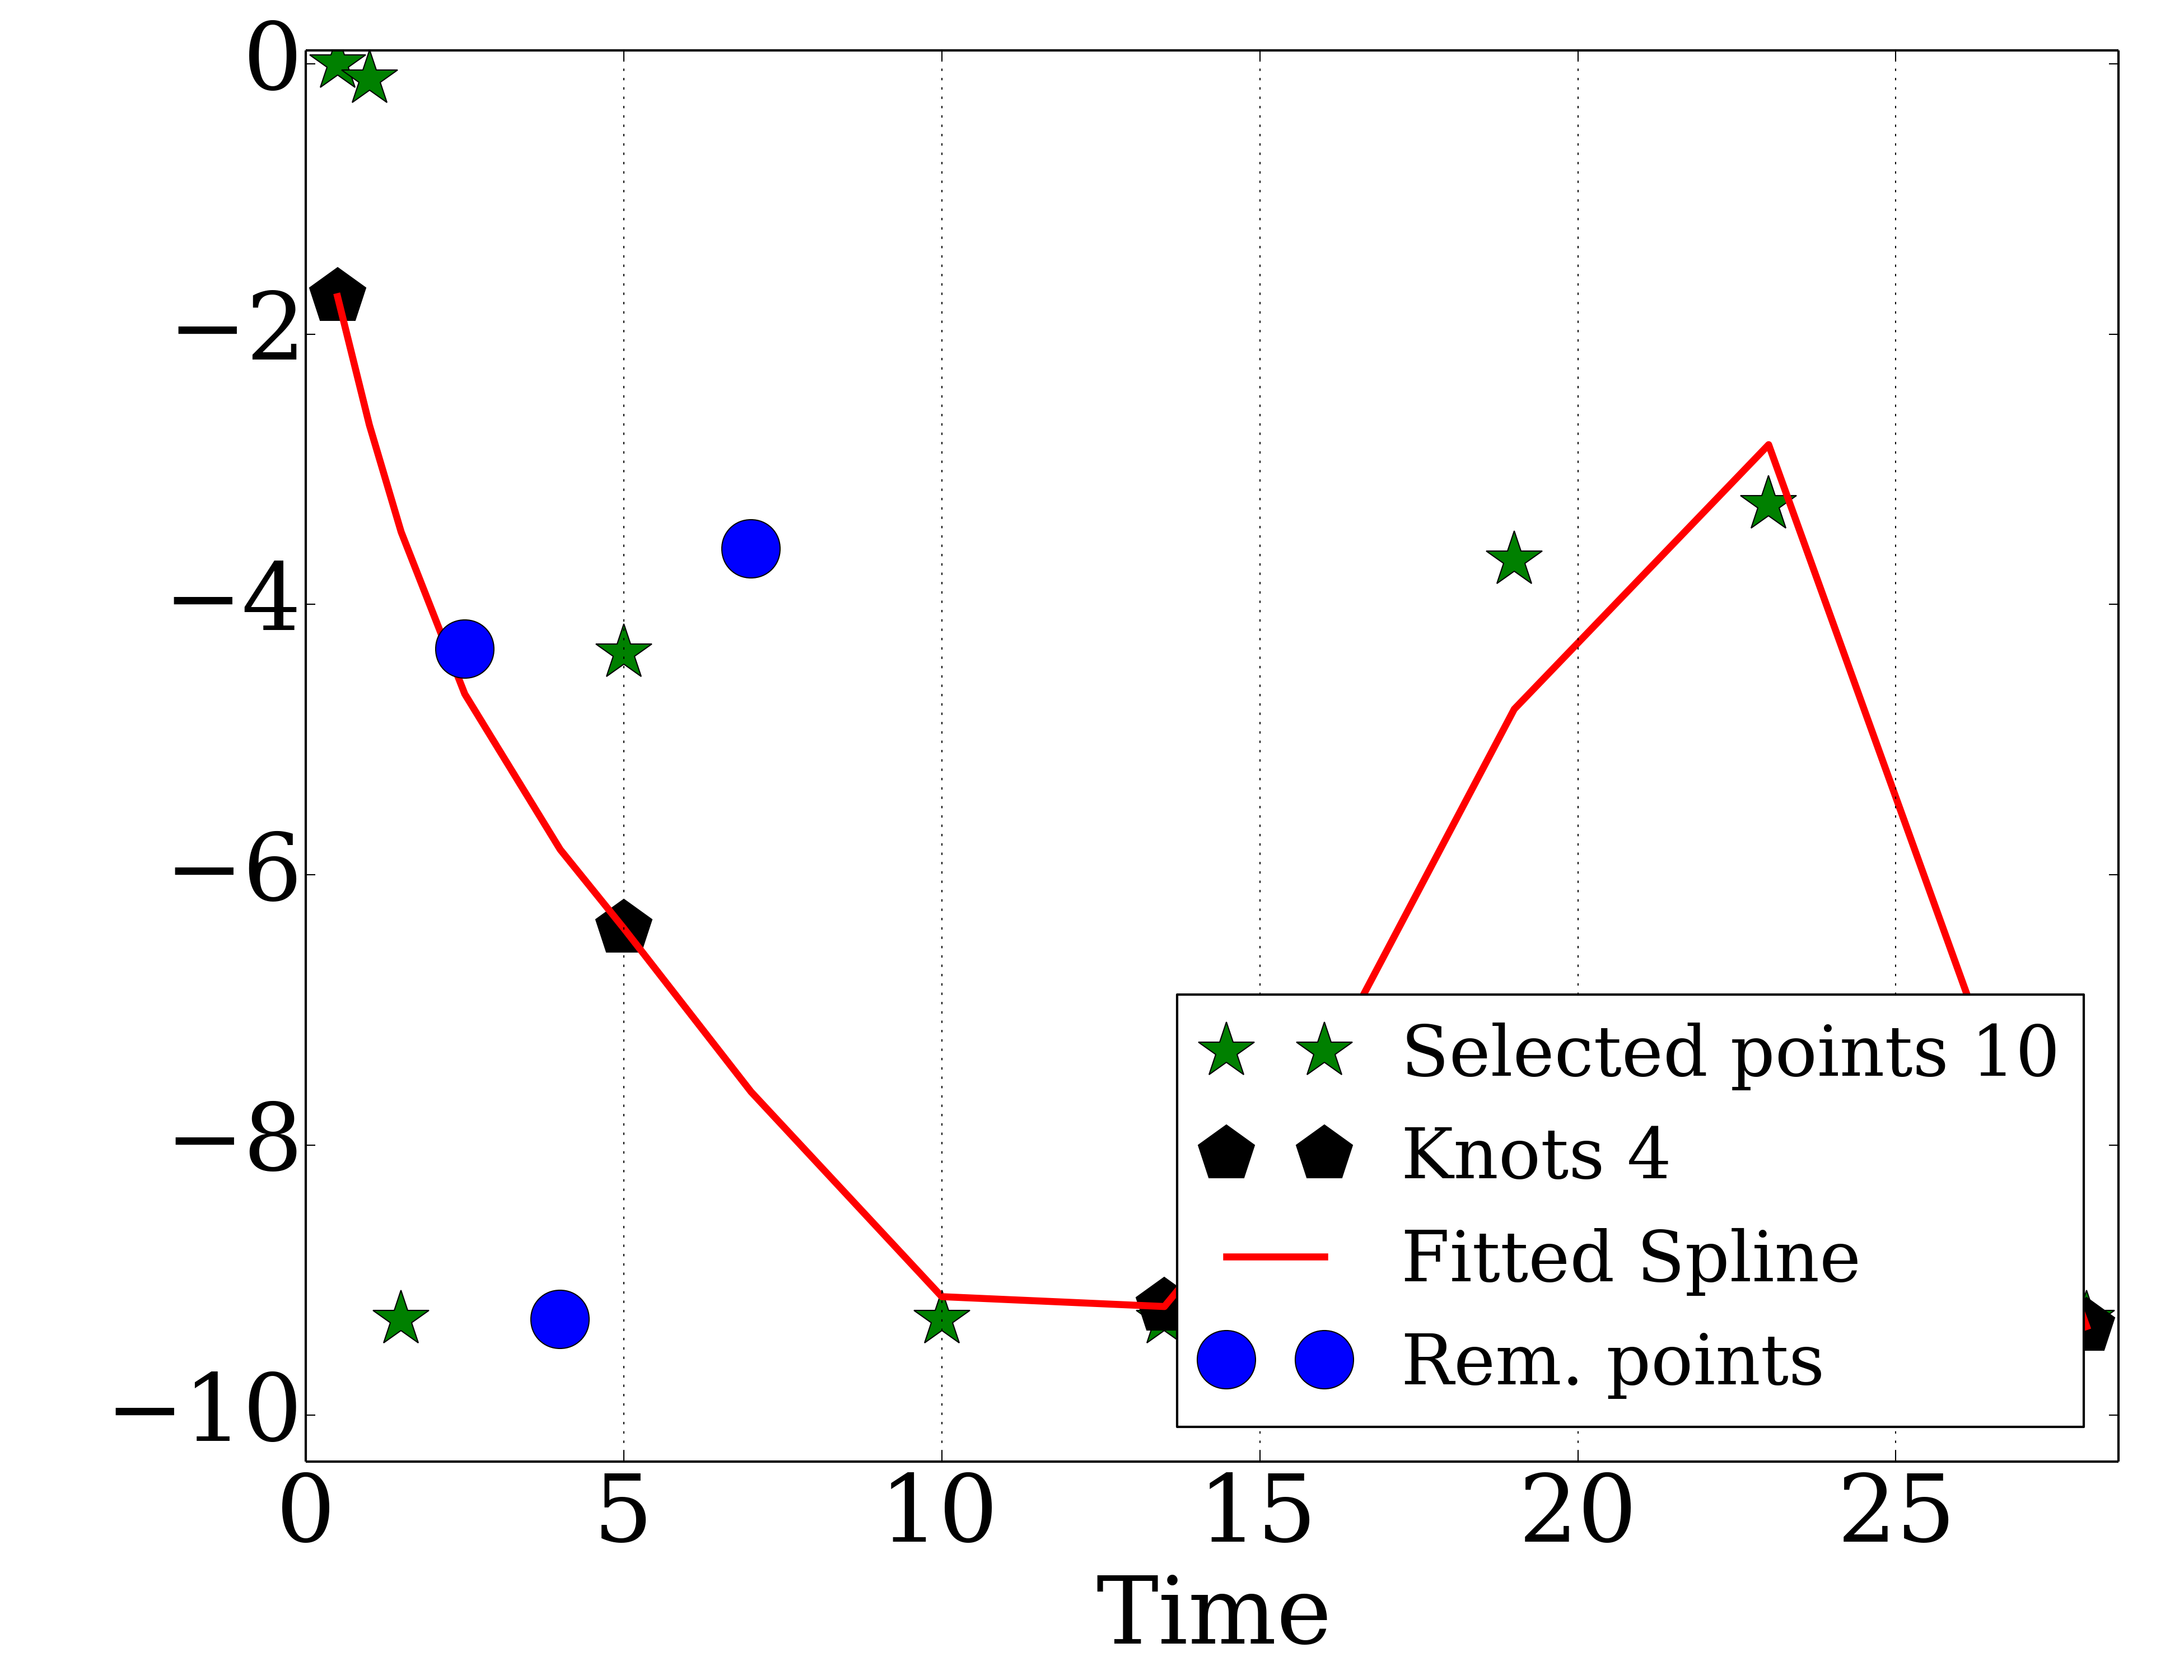 0
−2
−4
−6
−8
−10
Selected points 10
Knots 4
Fitted Spline
Rem. points
0 5 10 15 20 25
Time